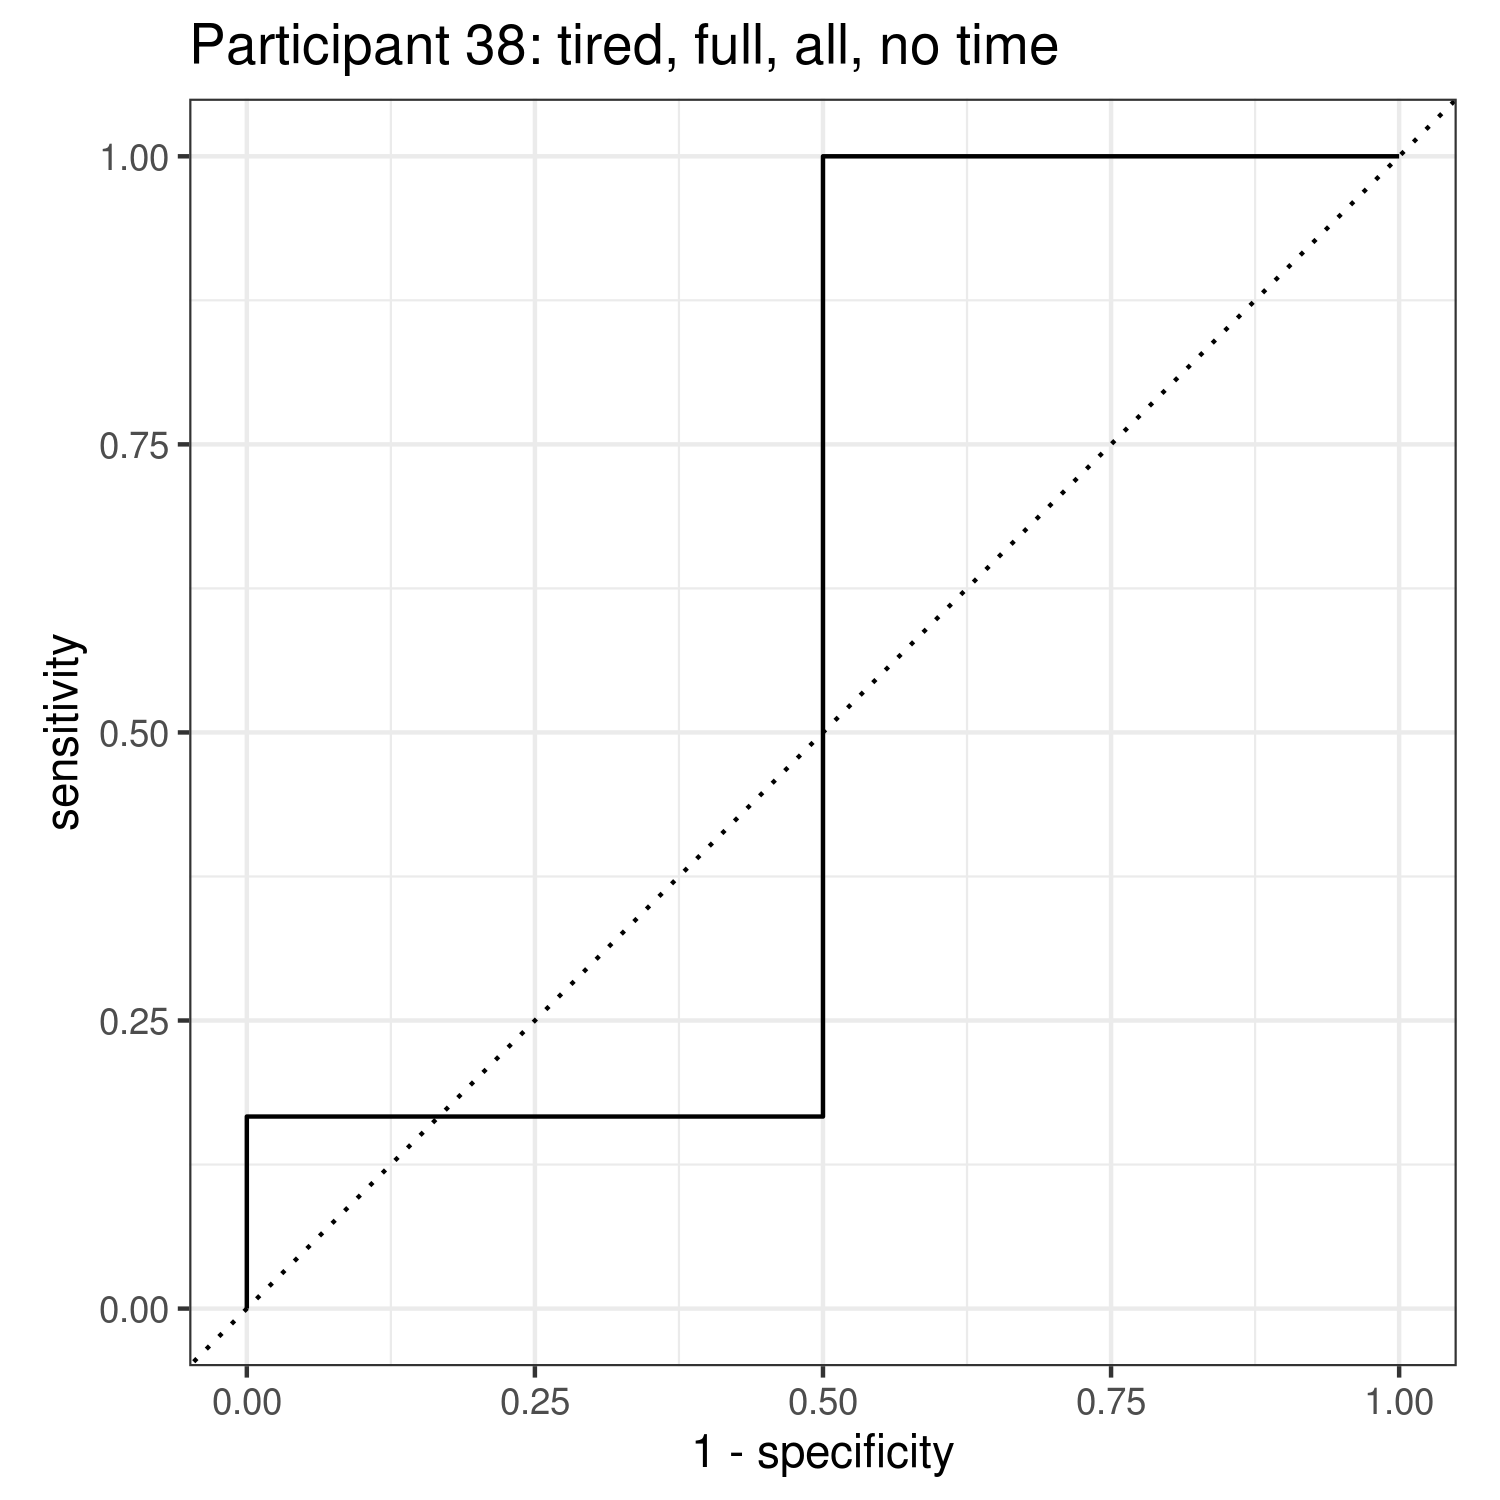 Participant 38: tired, full, all, no time
1.00
0.75
0.50
0.25
0.00
sensitivity
0.00 0.25 0.50 0.75 1.00
1 - specificity